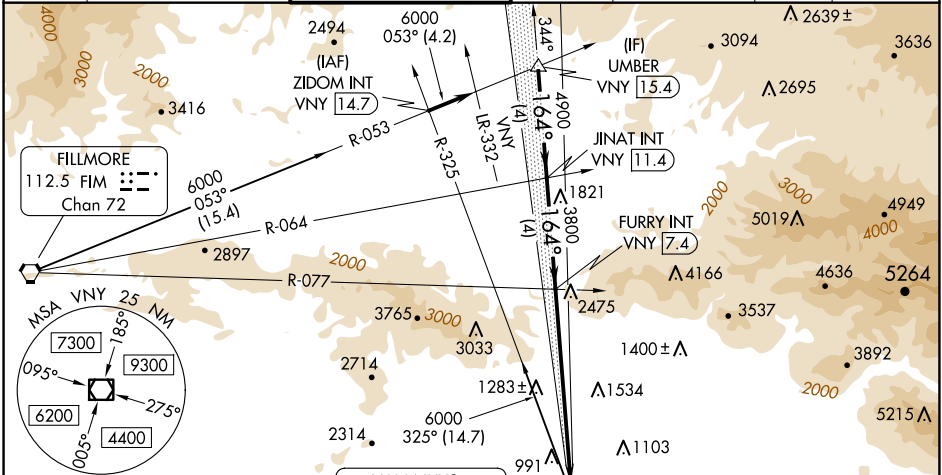 4000
3000
2000
2494
6000
053° (4.2)
344°
2639±
(IAF)
ZIDOM INT
VNY 14.7
(IF)
UMBER
VNY 15.4
3094
3636
2695
3416
R-053
VNY
LR-332
R-325
164°
(4)
4900
JINAT INT
VNY 11.4
FILLMORE
112.5 FIM
Chan 72
6000
053°
(15.4)
R-064
1821
164°
(4)
3800
2000
3000
5019
4949
4000
FURRY INT
VNY 7.4
2897
2000
R-077
4166
4636
5264
2475
MSA VNY 25 NM
7300
185°
9300
095°
275°
6200
4400
005°
3765
3000
3033
3537
1400±
2714
3892
2000
1283±
1534
5215
6000
325° (14.7)
2314
1103
991